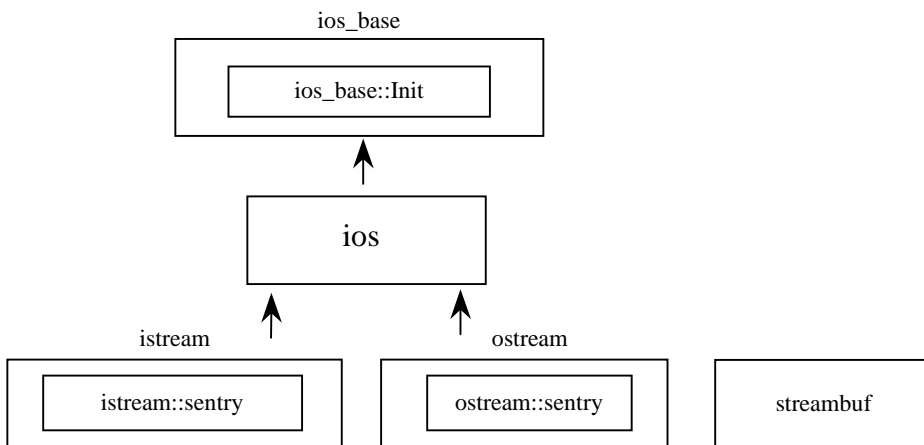 ios_base
ios_base::Init
ios
istream
ostream
istream::sentry
ostream::sentry
streambuf